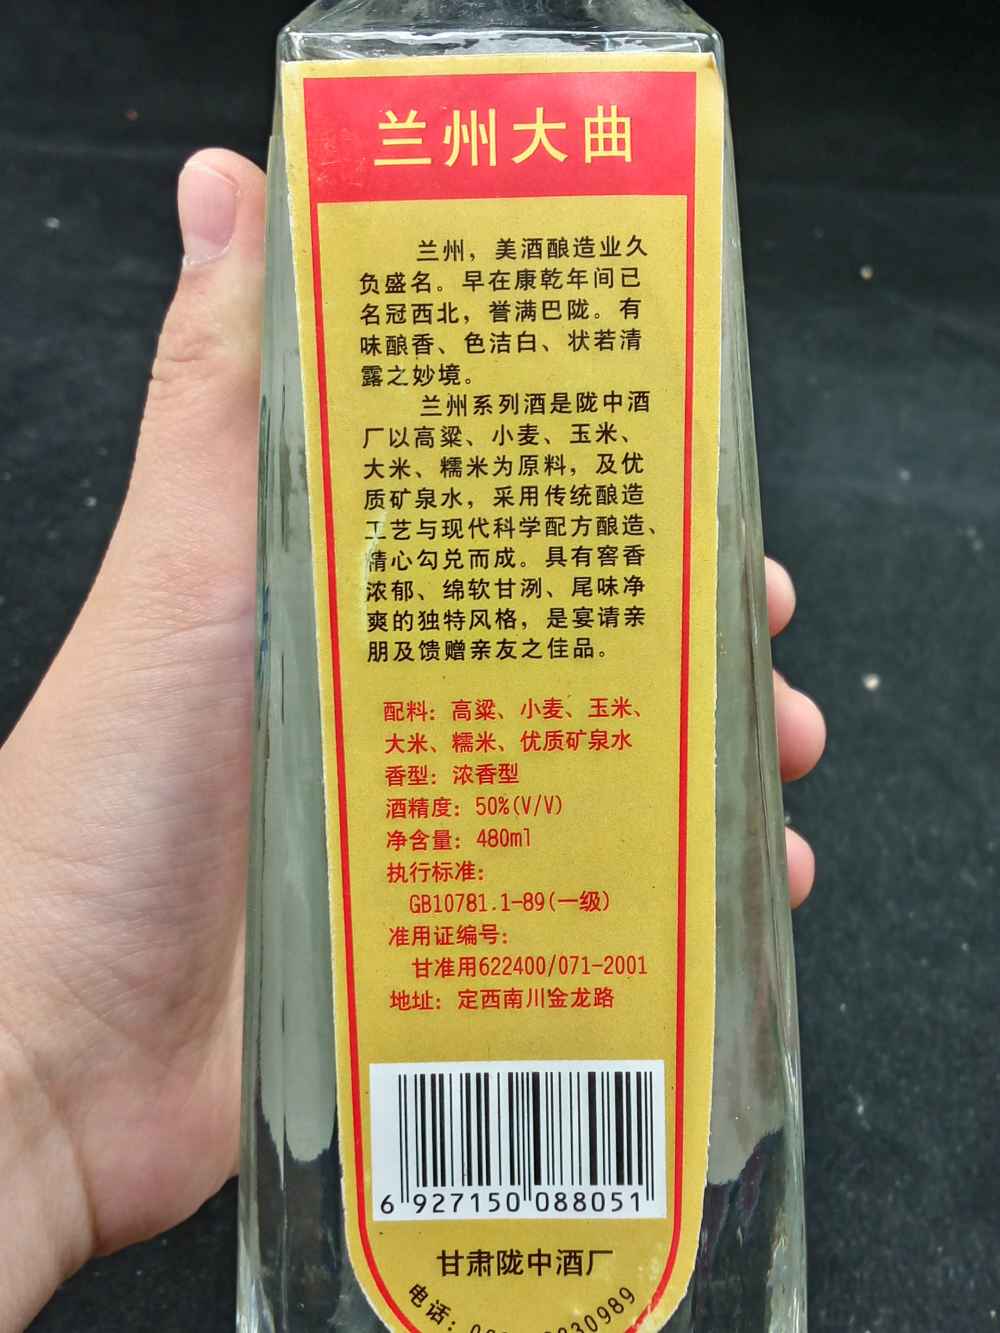 兰州大曲
兰州，美酒酿造业久
负盛名。早在康乾年间已
名冠西北，誉满巴陇。有
味酿香、色洁白、状若清
露之妙境。
兰州系列酒是陇中酒
厂以高粱、小麦、玉米、
大米、糯米为原料，及优
质矿泉水，采用传统酿造
工艺与现代科学配方酿造、
精心勾兑而成。具有窖香
浓郁、绵软甘洌、尾味净
爽的独特风格，是宴请亲
朋及馈赠亲友之佳品。
配料：高粱、小麦、玉米、
大米、糯米、优质矿泉水
香型：浓香型
酒精度：50%(V/V)
净含量：480ml
执行标准：
GB10781.1-89(一级)
准用证编号：
甘准用622400/071-2001
地址：定西南川金龙路
6 927150 088051
甘肃陇中酒厂
电话：